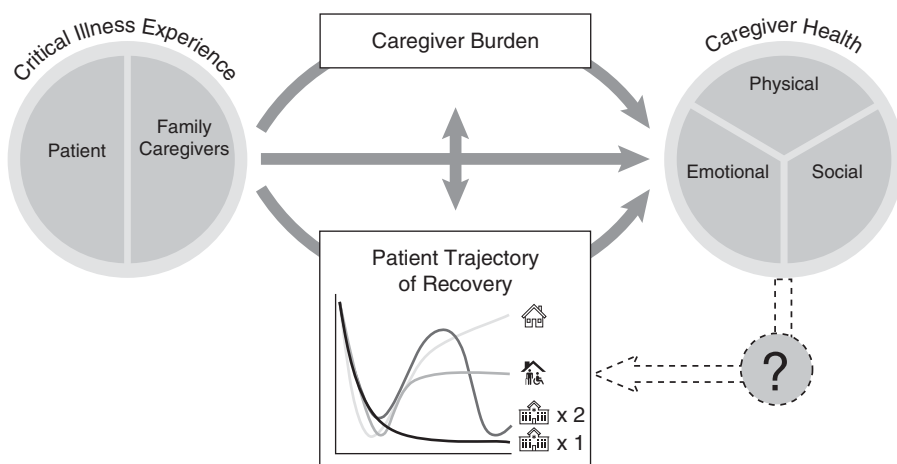 Critical Illness Experience
Patient
Family
Caregivers
Caregiver Burden
Caregiver Health
Physical
Emotional
Social
Patient Trajectory
of Recovery
x 2
x 1
?